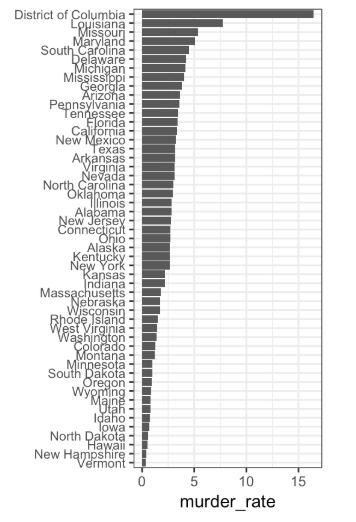 District of Columbia
Louisiana
Missouri
Maryland
South Carolina
Delaware
Michigan
Mississippi
Georgia
Arizona
Pennsylvania
Tennessee
Florida
California
New Mexico
Texas
Arkansas
Virginia
Nevada
North Carolina
Oklahoma
Illinois
Alabama
New Jersey
Connecticut
Ohio
Alaska
Kentucky
New York
Kansas
Indiana
Massachusetts
Nebraska
Wisconsin
Rhode Island
West Virginia
Washington
Colorado
Montana
Minnesota
South Dakota
Oregon
Wyoming
Maine
Utah
Idaho
Iowa
North Dakota
Hawaii
New Hampshire
Vermont
0 5 10 15
murder_rate